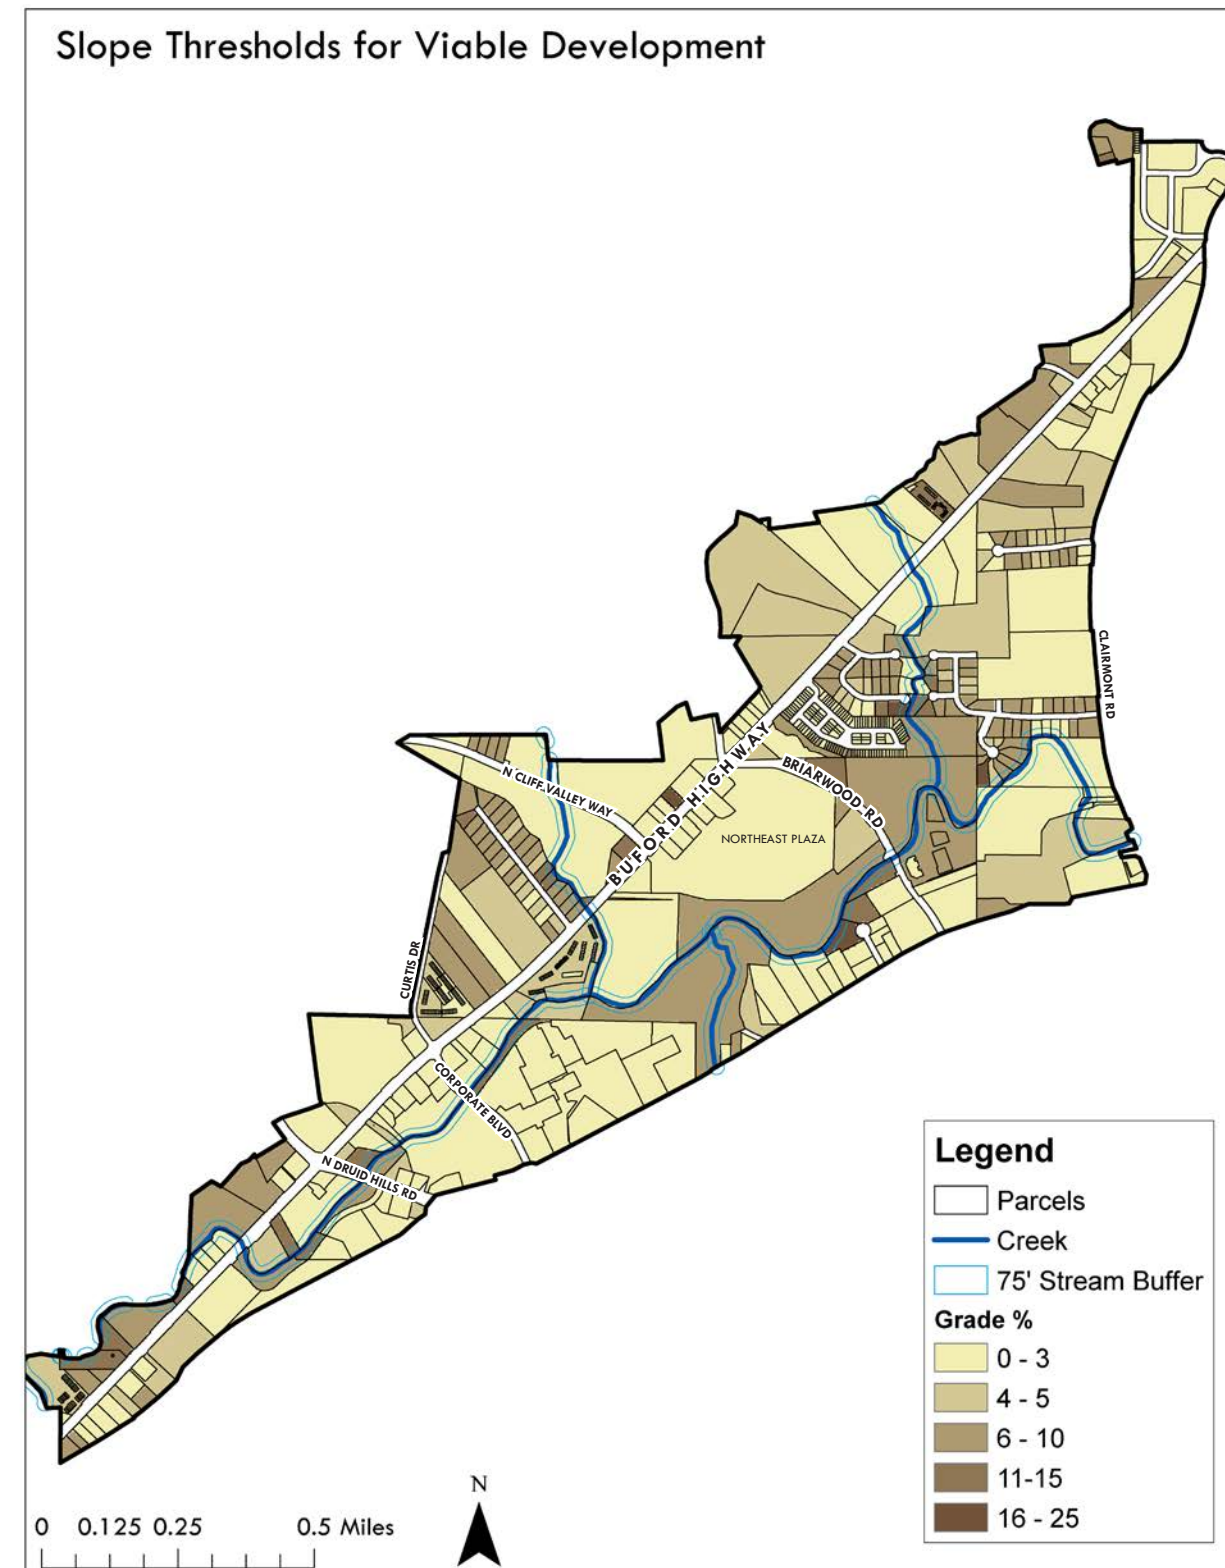 Slope Thresholds for Viable Development
CLAIRMONT RD
N CLIFF VALLEY WAY
BUFORD HIGHWAY
BRIARWOOD RD
NORTHEAST PLAZA
CURTIS DR
CORPORATE BLVD
N DRUID HILLS RD
Legend
Parcels
Creek
75' Stream Buffer
Grade %
0 - 3
4 - 5
6 - 10
11-15
16 - 25
N
0 0.125 0.25 0.5 Miles